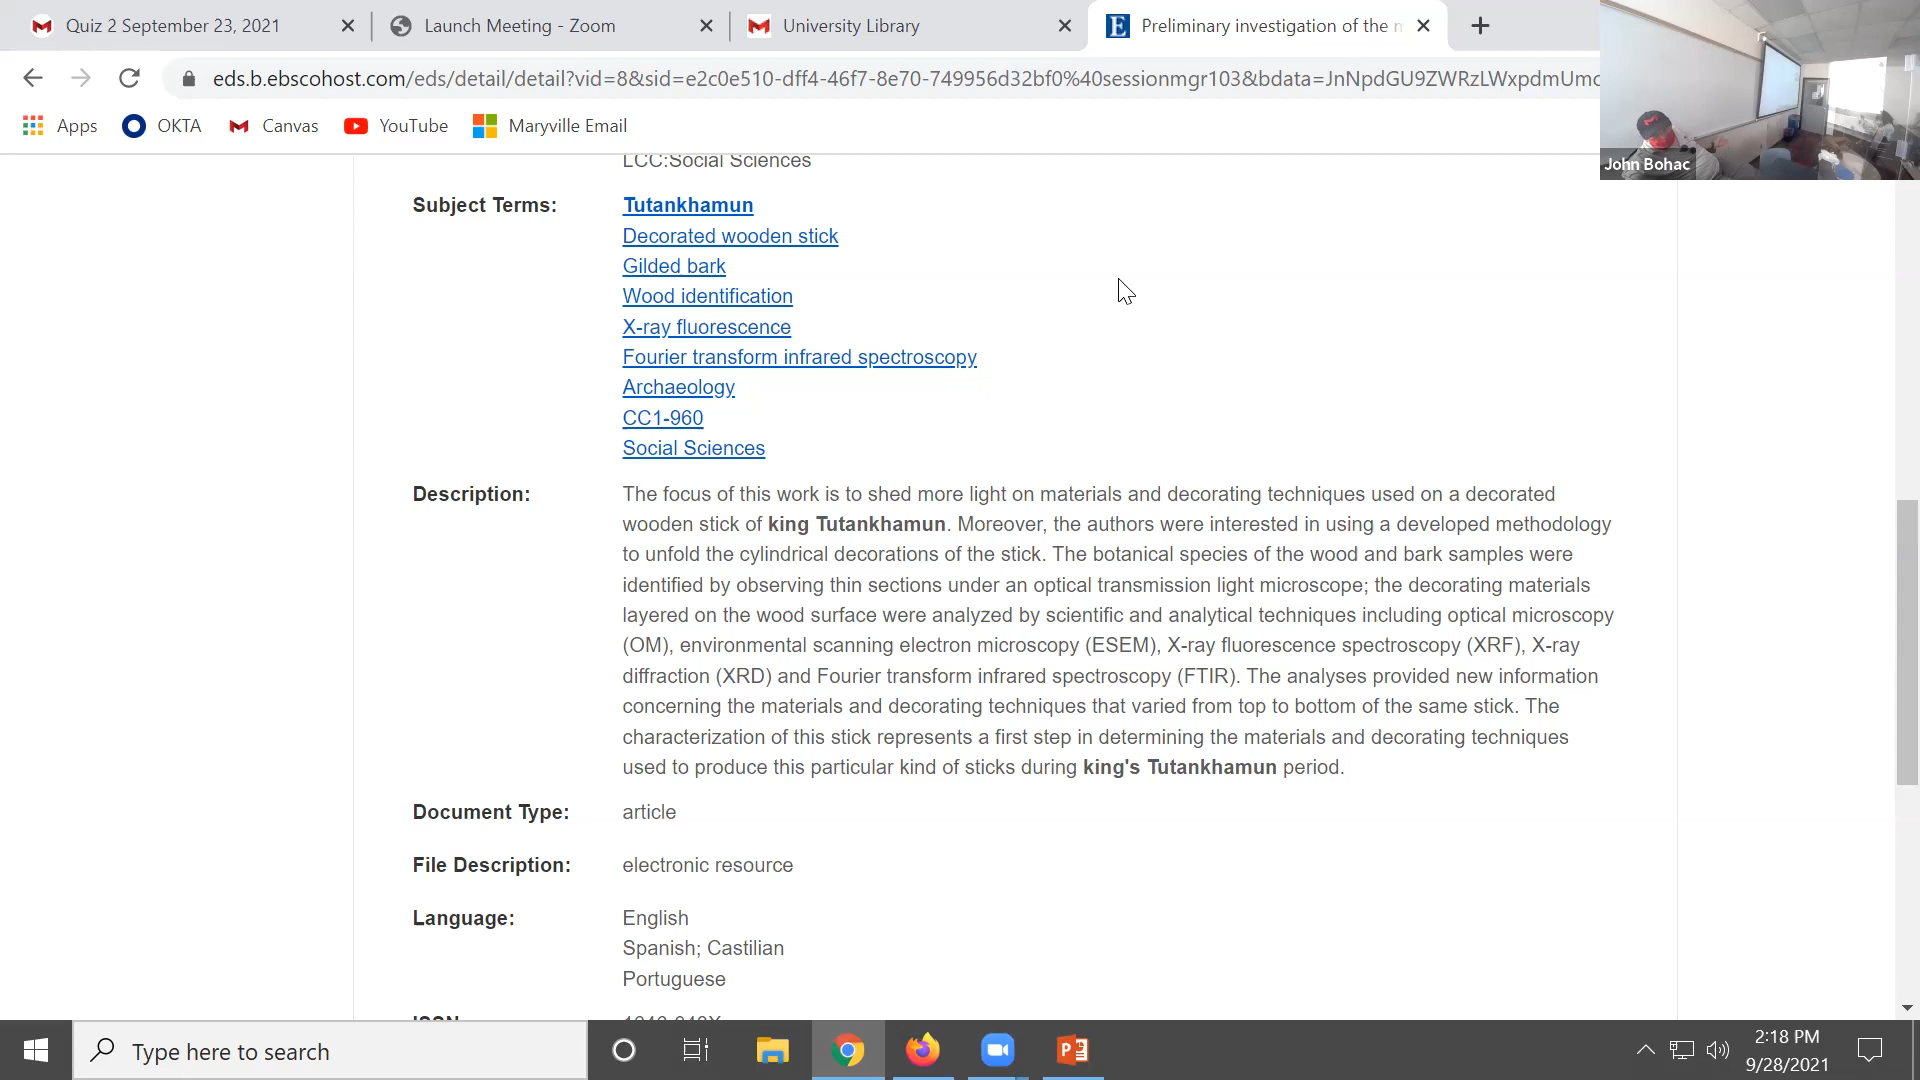 Quiz 2 September 23, 2021
Launch Meeting - Zoom
University Library
Preliminary investigation of the
eds.b.ebscohost.com/eds/detail/detail?vid=8&sid=e2c0e510-dff4-46f7-8e70-749956d32bf0%40sessionmgr103&bdata=JnNpdGU9ZWRzLWxpdmUmc
Apps
OKTA
Canvas
YouTube
Maryville Email
John Bohac
LCC:Social Sciences
Subject Terms:
Tutankhamun
Decorated wooden stick
Gilded bark
Wood identification
X-ray fluorescence
Fourier transform infrared spectroscopy
Archaeology
CC1-960
Social Sciences
Description:
The focus of this work is to shed more light on materials and decorating techniques used on a decorated
wooden stick of king Tutankhamun. Moreover, the authors were interested in using a developed methodology
to unfold the cylindrical decorations of the stick. The botanical species of the wood and bark samples were
identified by observing thin sections under an optical transmission light microscope; the decorating materials
layered on the wood surface were analyzed by scientific and analytical techniques including optical microscopy
(OM), environmental scanning electron microscopy (ESEM), X-ray fluorescence spectroscopy (XRF), X-ray
diffraction (XRD) and Fourier transform infrared spectroscopy (FTIR). The analyses provided new information
concerning the materials and decorating techniques that varied from top to bottom of the same stick. The
characterization of this stick represents a first step in determining the materials and decorating techniques
used to produce this particular kind of sticks during king's Tutankhamun period.
Document Type:
article
File Description:
electronic resource
Language:
English
Spanish; Castilian
Portuguese
Type here to search
2:18 PM
9/28/2021